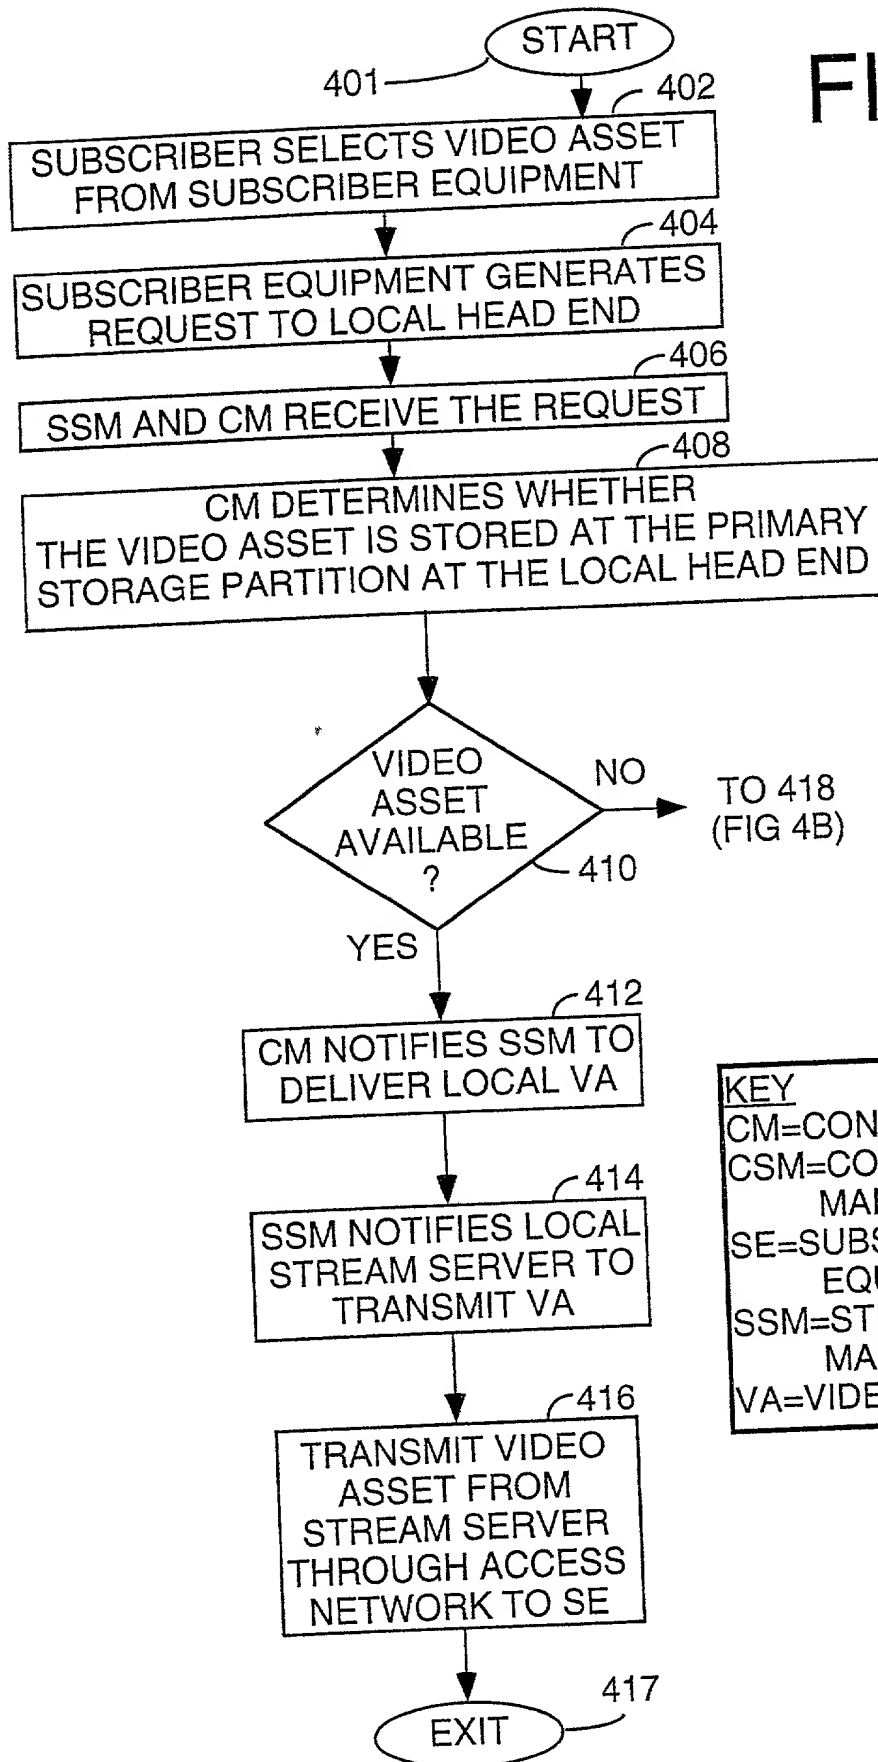 START
401
FI
402
SUBSCRIBER SELECTS VIDEO ASSET
FROM SUBSCRIBER EQUIPMENT
404
SUBSCRIBER EQUIPMENT GENERATES
REQUEST TO LOCAL HEAD END
406
SSM AND CM RECEIVE THE REQUEST
408
CM DETERMINES WHETHER
THE VIDEO ASSET IS STORED AT THE PRIMARY
STORAGE PARTITION AT THE LOCAL HEAD END
VIDEO
ASSET
AVAILABLE
?
NO
TO 418
(FIG 4B)
410
YES
412
CM NOTIFIES SSM TO
DELIVER LOCAL VA
414
SSM NOTIFIES LOCAL
STREAM SERVER TO
TRANSMIT VA
416
TRANSMIT VIDEO
ASSET FROM
STREAM SERVER
THROUGH ACCESS
NETWORK TO SE
417
EXIT
KEY
CM=CON
CSM=CO
MA
SE=SUBS
EQU
SSM=ST
MA
VA=VIDE